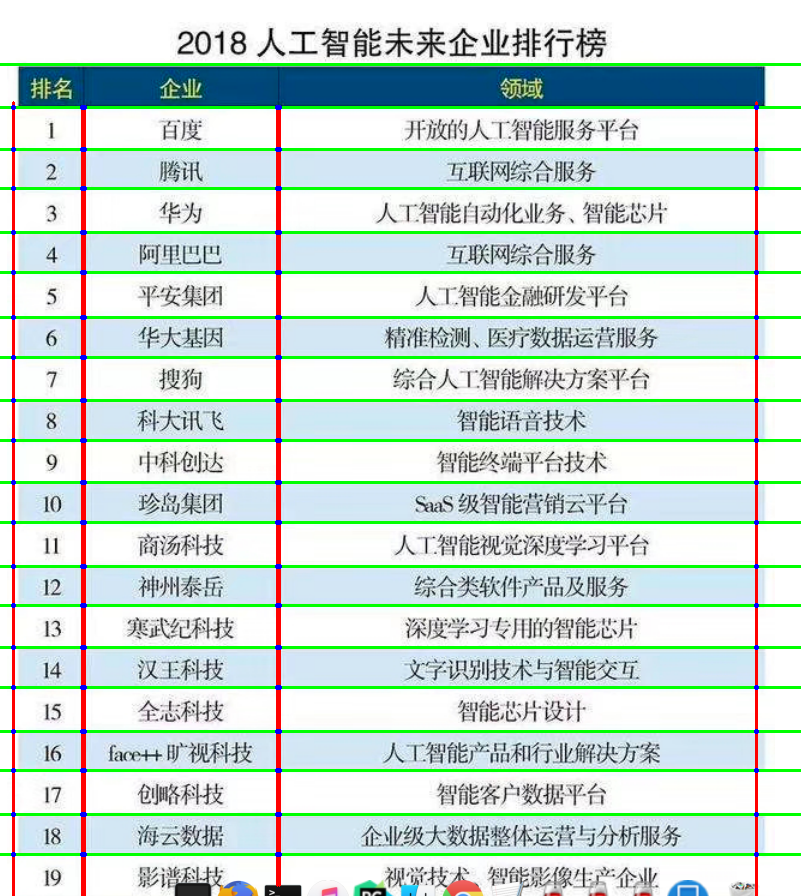 2018 人工智能未来企业排行榜
排名 企业 领域
1 百度 开放的人工智能服务平台
2 腾讯 互联网综合服务
3 华为 人工智能自动化业务、智能芯片
4 阿里巴巴 互联网综合服务
5 平安集团 人工智能金融研发平台
6 华大基因 精准检测、医疗数据运营服务
7 搜狗 综合人工智能解决方案平台
8 科大讯飞 智能语音技术
9 中科创达 智能终端平台技术
10 珍岛集团 SaaS 级智能营销云平台
11 商汤科技 人工智能视觉深度学习平台
12 神州泰岳 综合类软件产品及服务
13 寒武纪科技 深度学习专用的智能芯片
14 汉王科技 文字识别技术与智能交互
15 全志科技 智能芯片设计
16 face++ 旷视科技 人工智能产品和行业解决方案
17 创略科技 智能客户数据平台
18 海云数据 企业级大数据整体运营与分析服务
19 影谱科技 视觉技术、智能影像生产企业